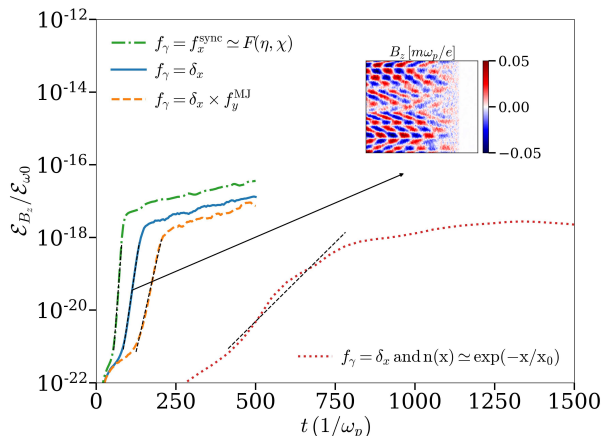 10⁻¹²
10⁻¹⁴
10⁻¹⁶
10⁻¹⁸
10⁻²⁰
10⁻²²
ℰ_{B_z}/ℰ_{ω0}
f_γ = f_x^{sync} ≃ F(η, χ)
f_γ = δ_x
f_γ = δ_x × f_y^{MJ}
B_z [mω_p/e]
0.05
0.00
-0.05
f_γ = δ_x and n(x) ≃ exp(−x/x_0)
0 250 500 750 1000 1250 1500
t (1/ω_p)